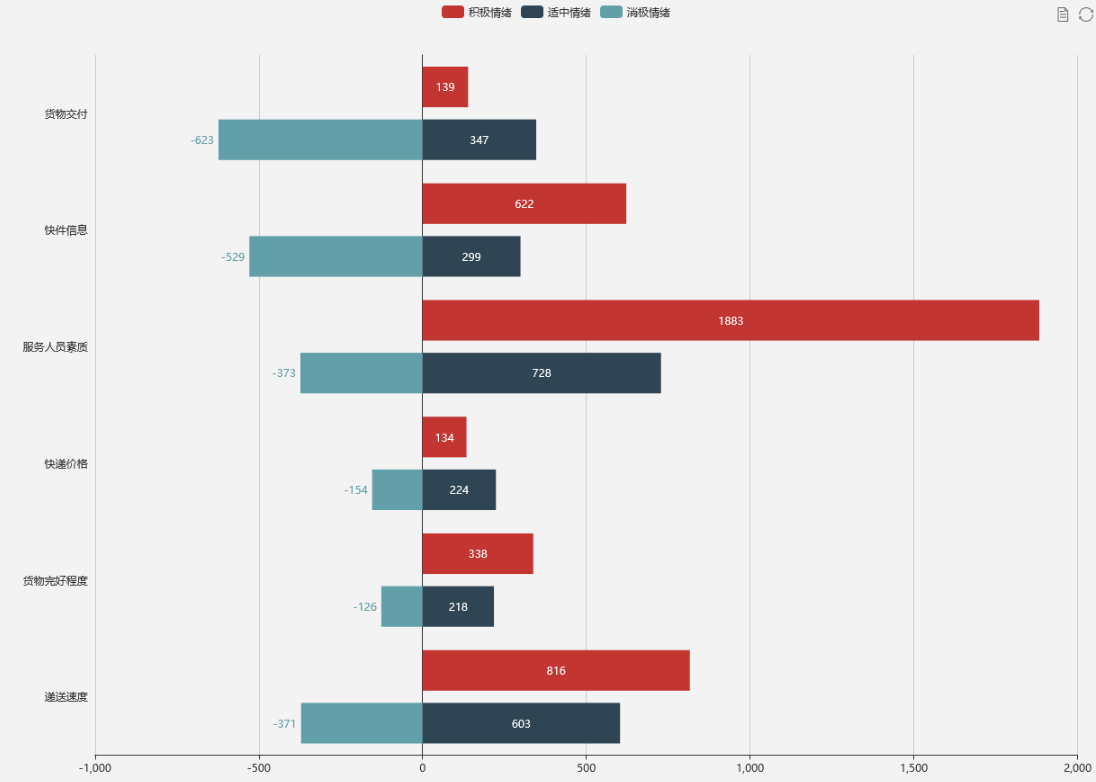 积极情绪 适中情绪 消极情绪
139
货物交付
-623 347
622
快件信息
-529 299
1883
服务人员素质
-373 728
134
快递价格
-154 224
338
货物完好程度
-126 218
816
递送速度
-371 603
-1,000 -500 0 500 1,000 1,500 2,000